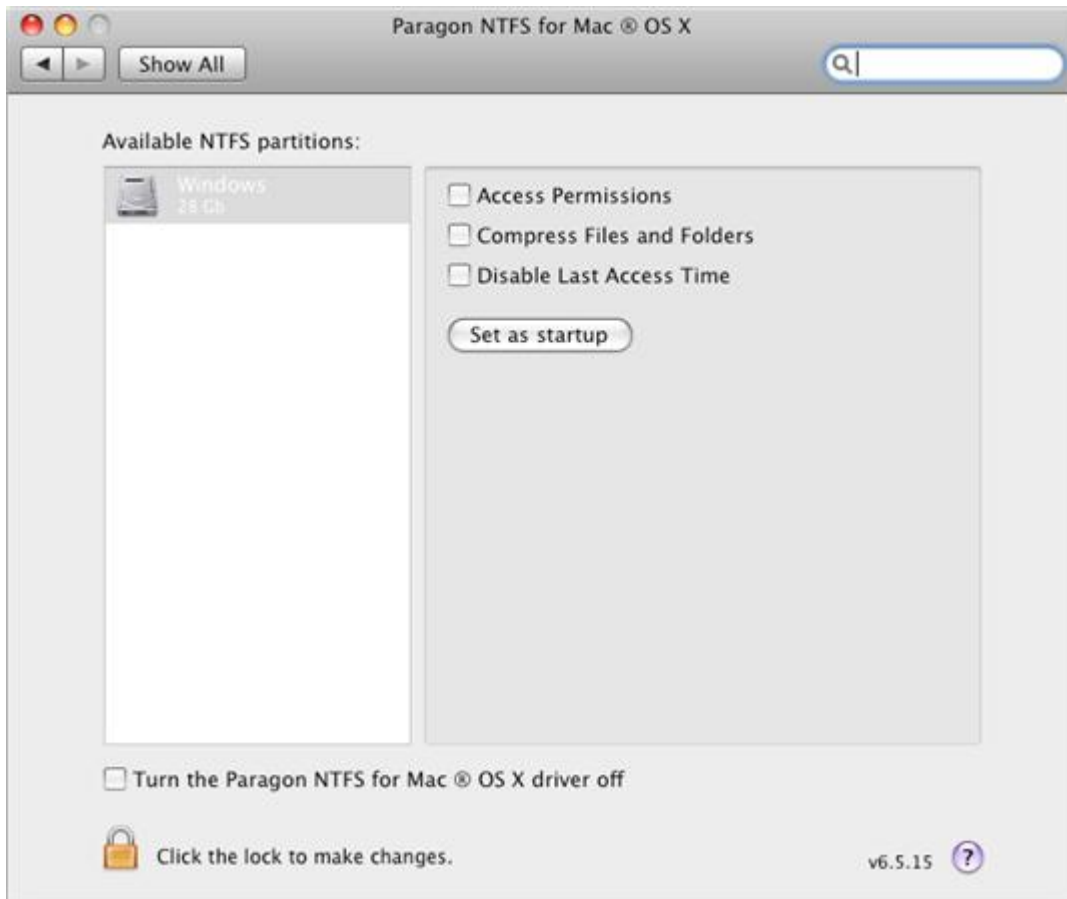 Paragon NTFS for Mac ® OS X
Show All
Available NTFS partitions:
Windows
28 Gb
Access Permissions
Compress Files and Folders
Disable Last Access Time
Set as startup
Turn the Paragon NTFS for Mac ® OS X driver off
Click the lock to make changes.
v6.5.15 ?